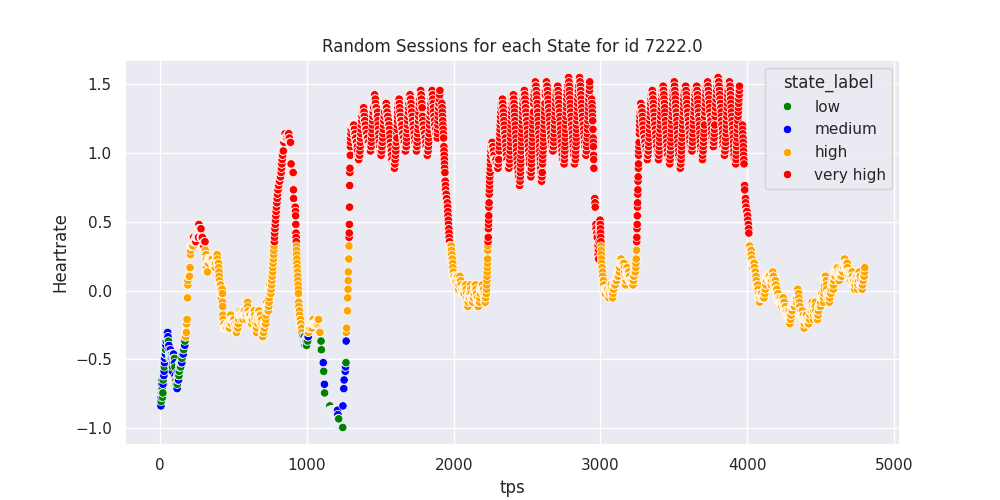 Random Sessions for each State for id 7222.0
state_label
low
medium
high
very high
Heartrate
1.5
1.0
0.5
0.0
−0.5
−1.0
0 1000 2000 3000 4000 5000
tps